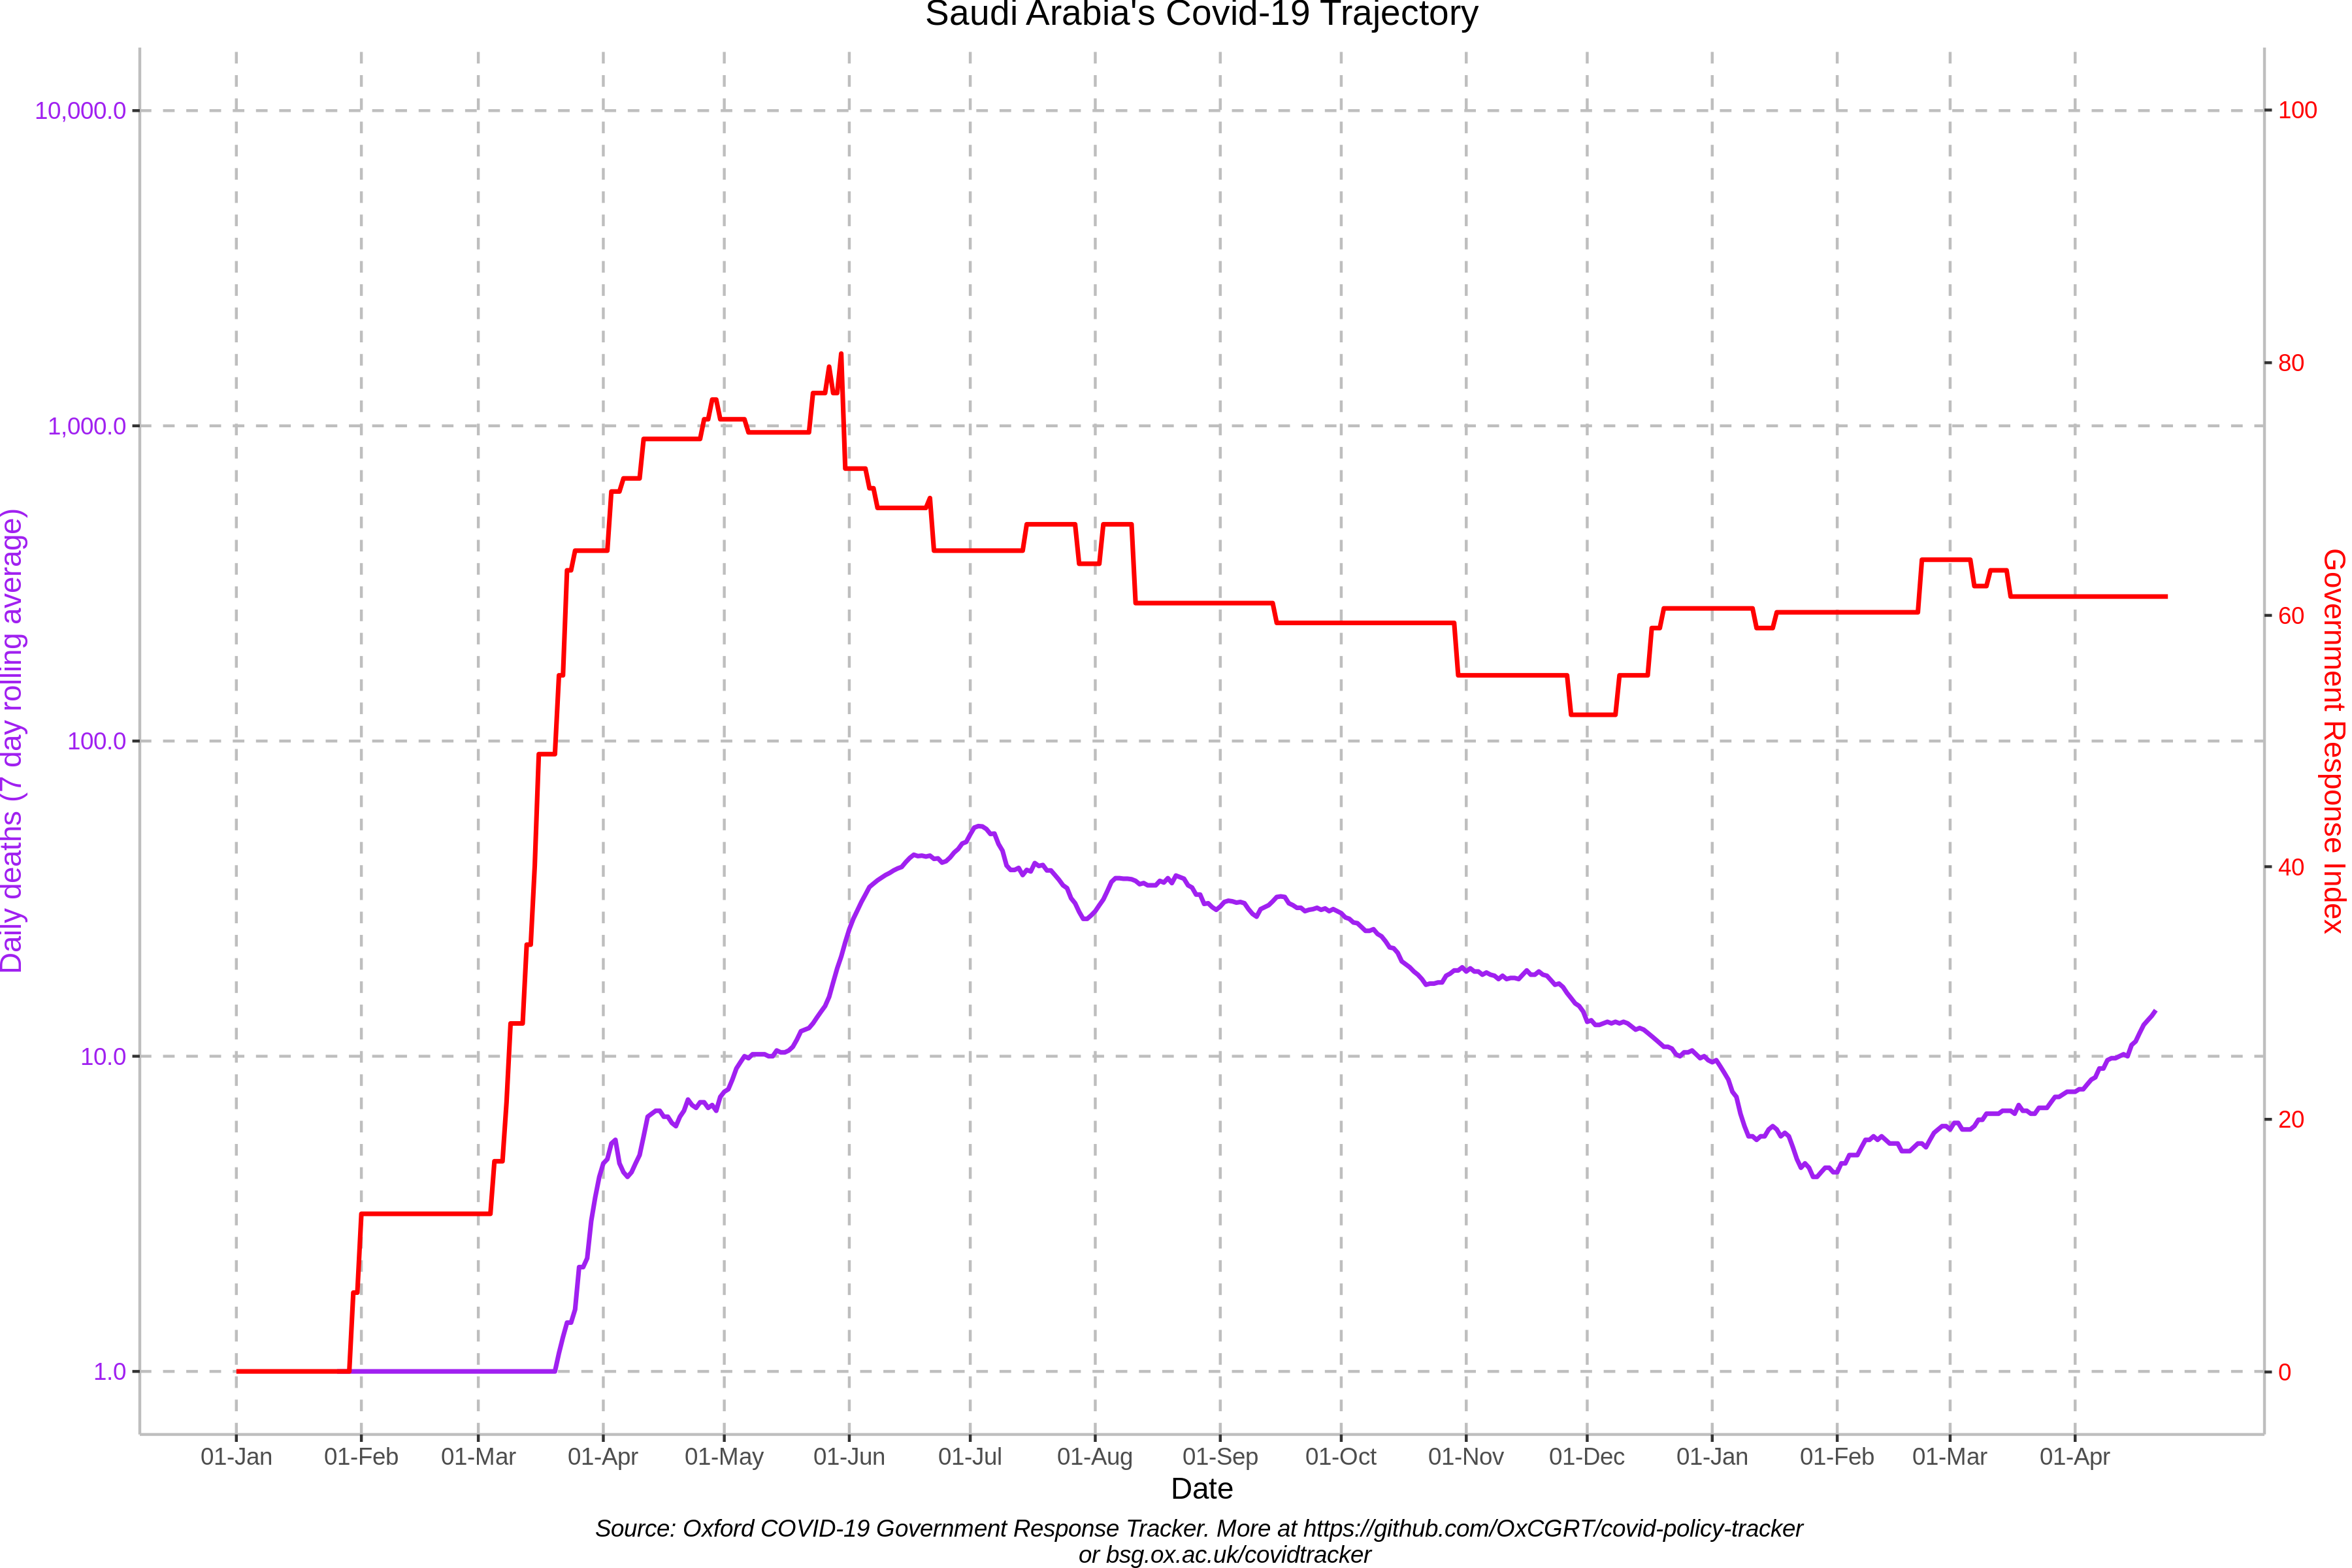 Saudi Arabia's Covid-19 Trajectory
10,000.0
1,000.0
100.0
10.0
1.0
Daily deaths (7 day rolling average)
100
80
60
40
20
0
Government Response Index
01-Jan 01-Feb 01-Mar 01-Apr 01-May 01-Jun 01-Jul 01-Aug 01-Sep 01-Oct 01-Nov 01-Dec 01-Jan 01-Feb 01-Mar 01-Apr
Date
Source: Oxford COVID-19 Government Response Tracker. More at https://github.com/OxCGRT/covid-policy-tracker
or bsg.ox.ac.uk/covidtracker